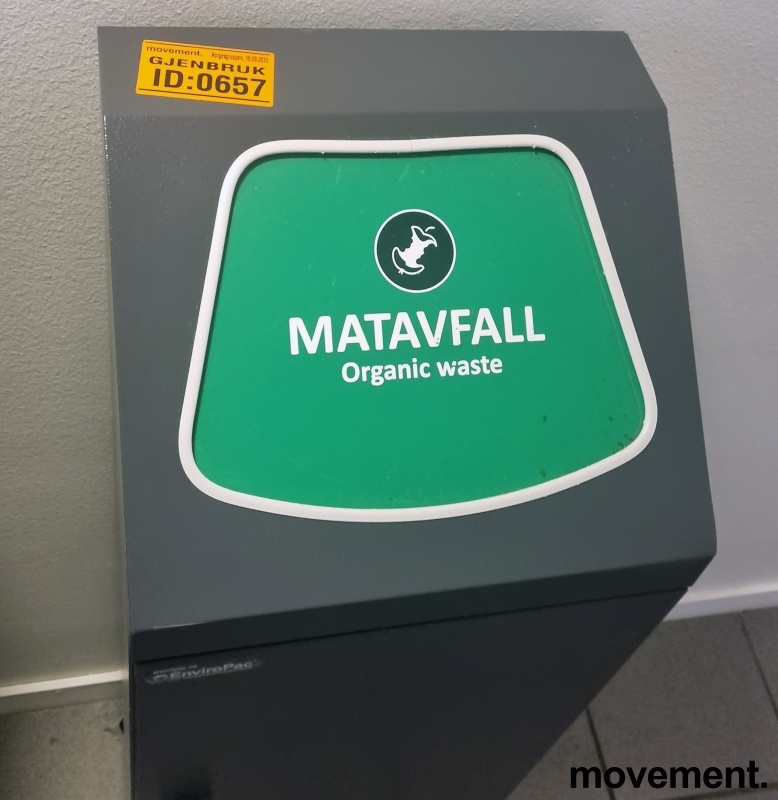 movement.
GJENBRUK
ID:0657
MATAVFALL
Organic waste
EnviroPac
movement.